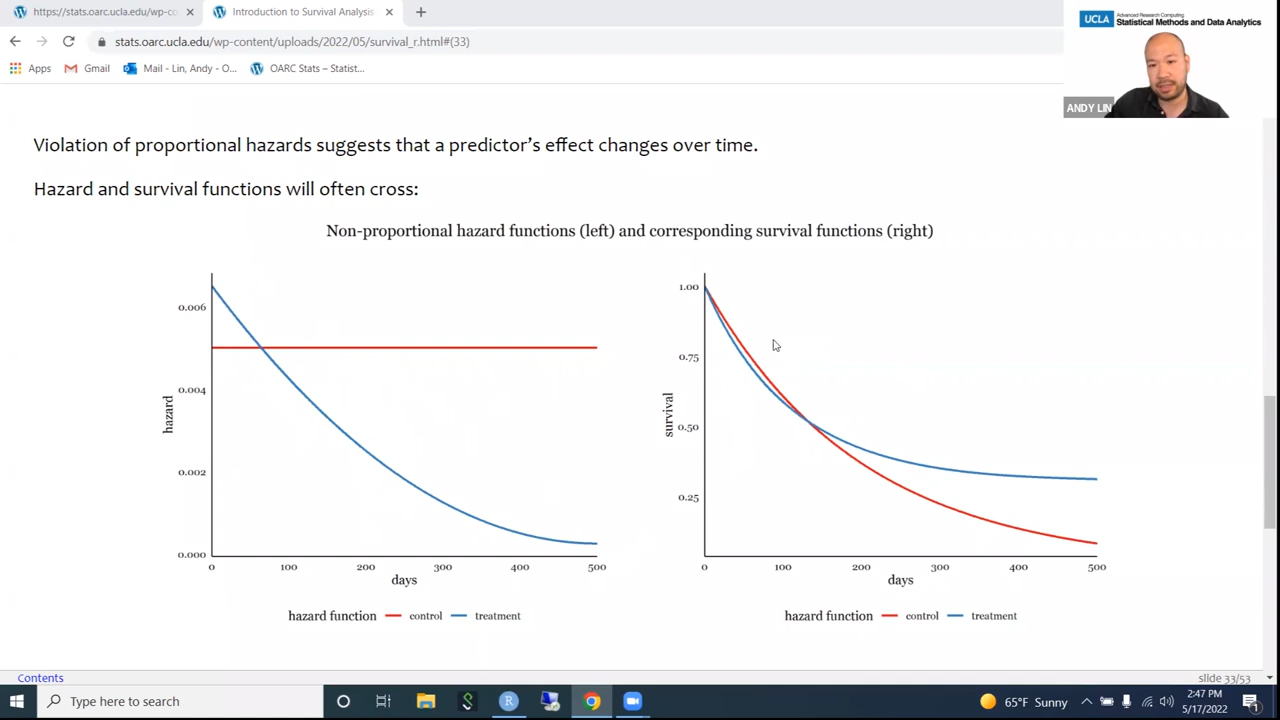 https://stats.oarc.ucla.edu/wp-co
Introduction to Survival Analysis
stats.oarc.ucla.edu/wp-content/uploads/2022/05/survival_r.html#(33)
Apps
Gmail
Mail - Lin, Andy - O...
OARC Stats – Statist...
UCLA
Advanced Research Computing
Statistical Methods and Data Analytics
ANDY LIN
Violation of proportional hazards suggests that a predictor's effect changes over time.
Hazard and survival functions will often cross:
Non-proportional hazard functions (left) and corresponding survival functions (right)
0.006
0.004
0.002
0.000
hazard
0
100
200
300
400
500
days
hazard function
control
treatment
1.00
0.75
0.50
0.25
survival
0
100
200
300
400
500
days
hazard function
control
treatment
Contents
slide 33/53
Type here to search
65°F Sunny
2:47 PM
5/17/2022
1